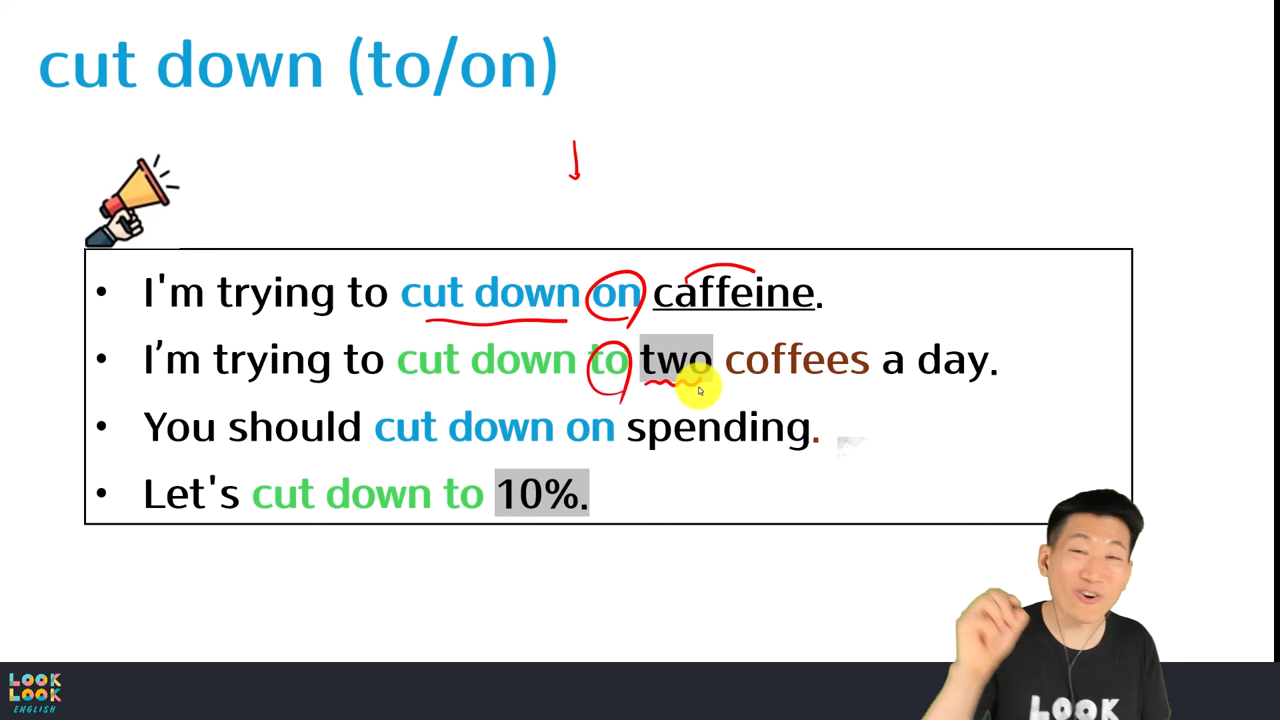 cut down (to/on)
• I'm trying to cut down on caffeine.
• I’m trying to cut down to two coffees a day.
• You should cut down on spending.
• Let's cut down to 10%.
LOOK
LOOK
ENGLISH
LOOK